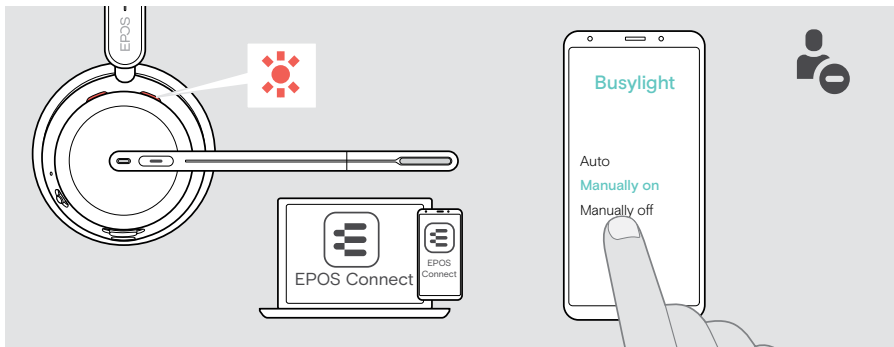 EPOS
EPOS Connect
EPOS
Connect
Busylight
Auto
Manually on
Manually off